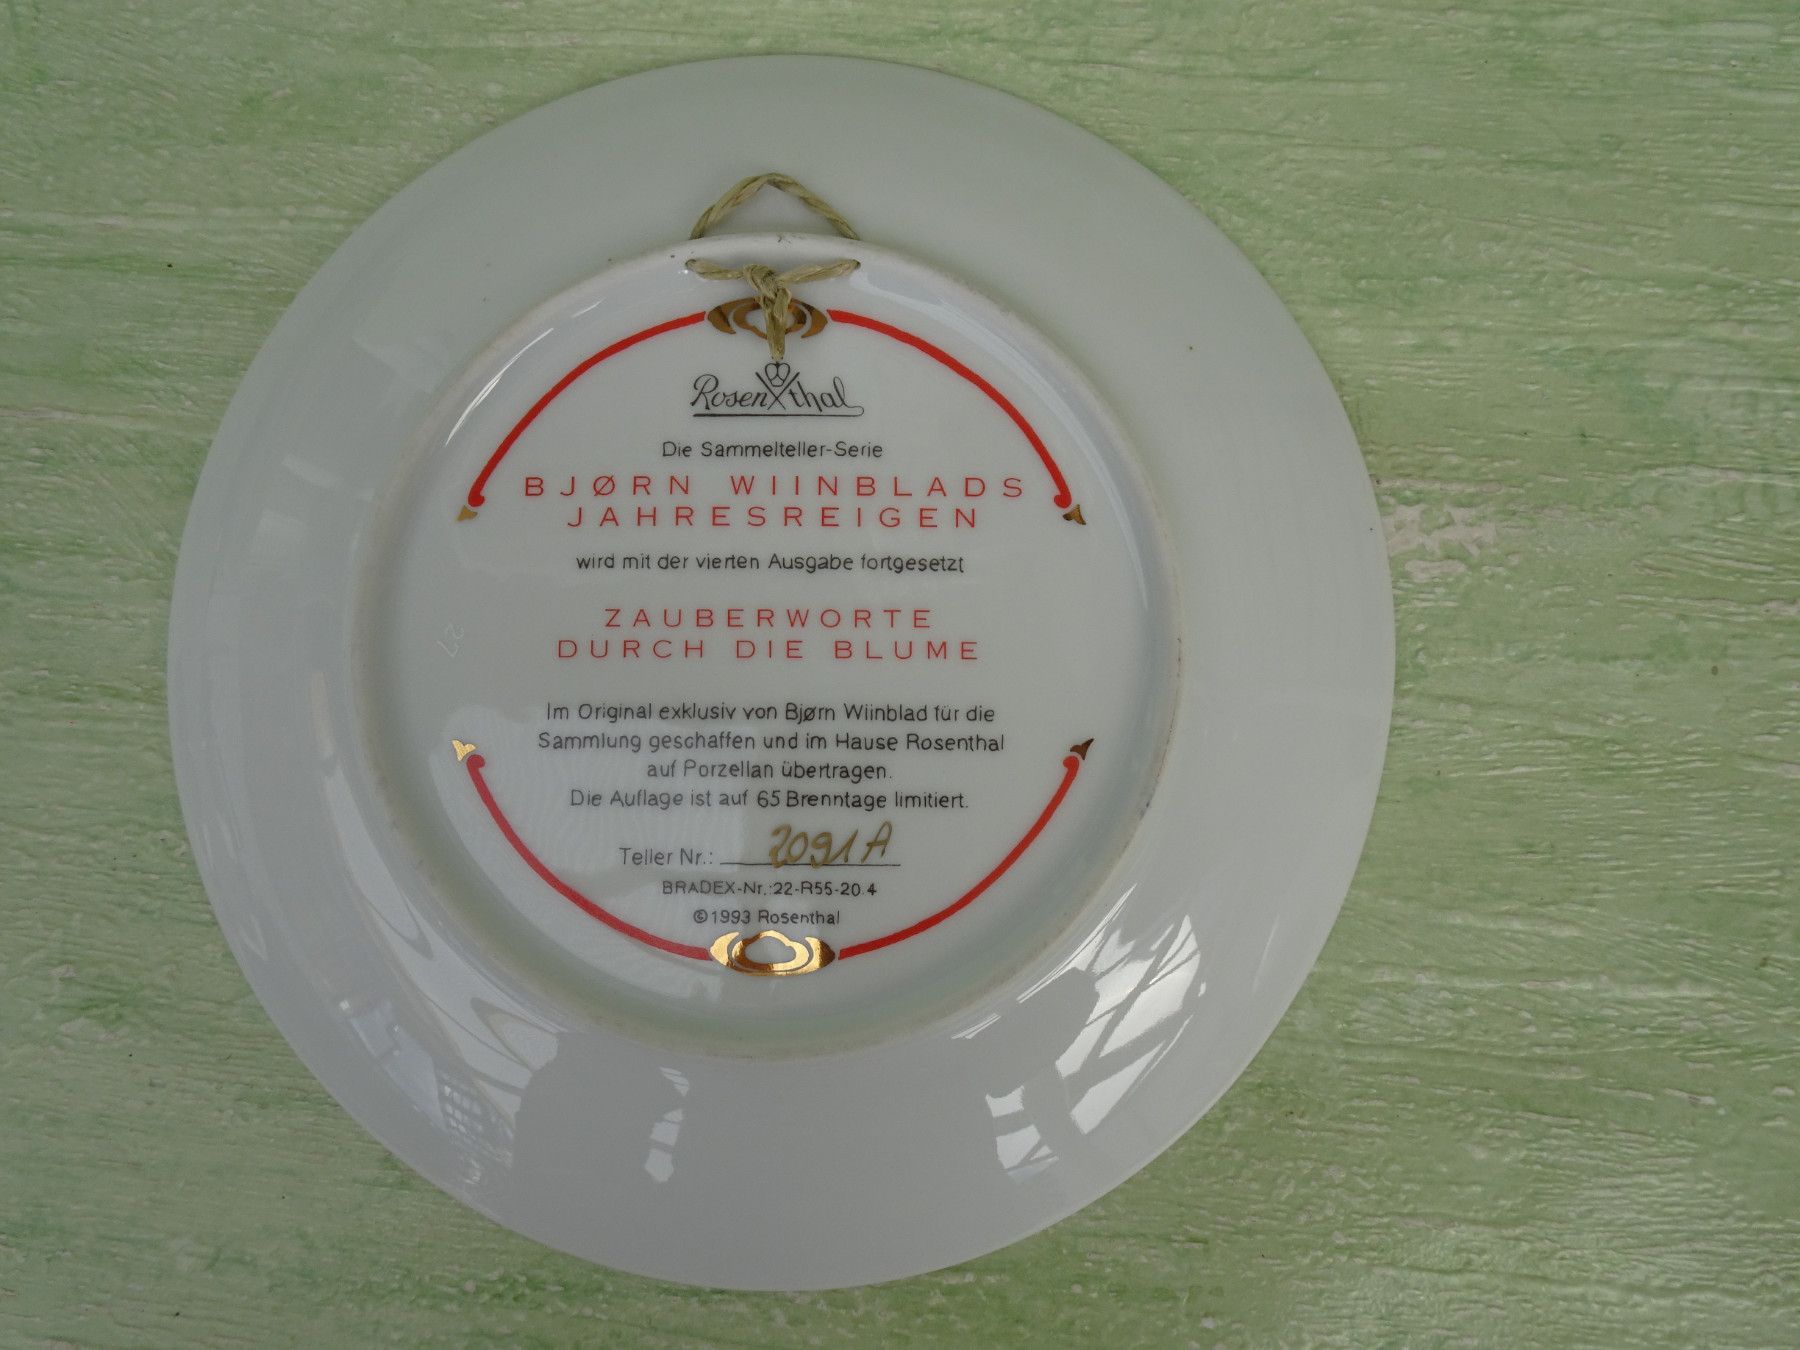 Rosenthal
Die Sammelteller-Serie
BJØRN WIINBLADS
JAHRESREIGEN
wird mit der vierten Ausgabe fortgesetzt
ZAUBERWORTE
DURCH DIE BLUME
Im Original exklusiv von Bjørn Wiinblad für die
Sammlung geschaffen und im Hause Rosenthal
auf Porzellan übertragen.
Die Auflage ist auf 65 Brenntage limitiert.
Teller Nr.: 2091 A
BRADEX-Nr.:22-R55-20.4
©1993 Rosenthal
27